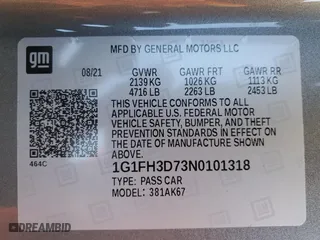 gm
MFD BY GENERAL MOTORS LLC
08/21 GVWR GAWR FRT GAWR RR
2139 KG 1026 KG 1113 KG
4716 LB 2263 LB 2453 LB
THIS VEHICLE CONFORMS TO ALL
APPLICABLE U.S. FEDERAL MOTOR
VEHICLE SAFETY, BUMPER, AND THEFT
PREVENTION STANDARDS IN EFFECT ON
THE DATE OF MANUFACTURE SHOWN ABOVE.
464C
1G1FH3D73N0101318
TYPE: PASS CAR
MODEL: 381AK67
DREAMBID